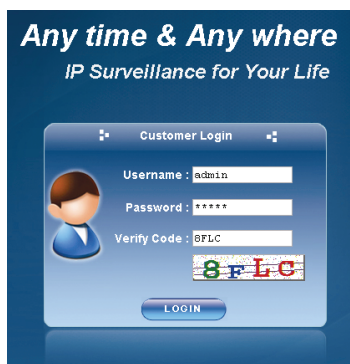 Any time & Any where
IP Surveillance for Your Life
Customer Login
Username : admin
Password : *****
Verify Code : 8FLC
8FLC
LOGIN